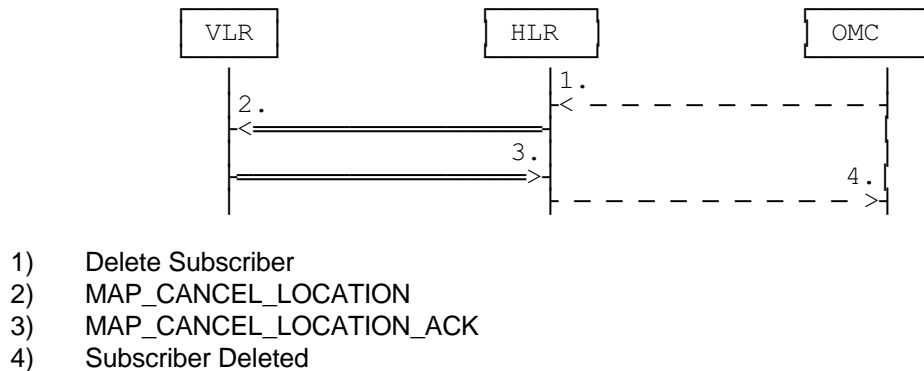 VLR HLR OMC
1.
2.
3.
4.
1) Delete Subscriber
2) MAP_CANCEL_LOCATION
3) MAP_CANCEL_LOCATION_ACK
4) Subscriber Deleted